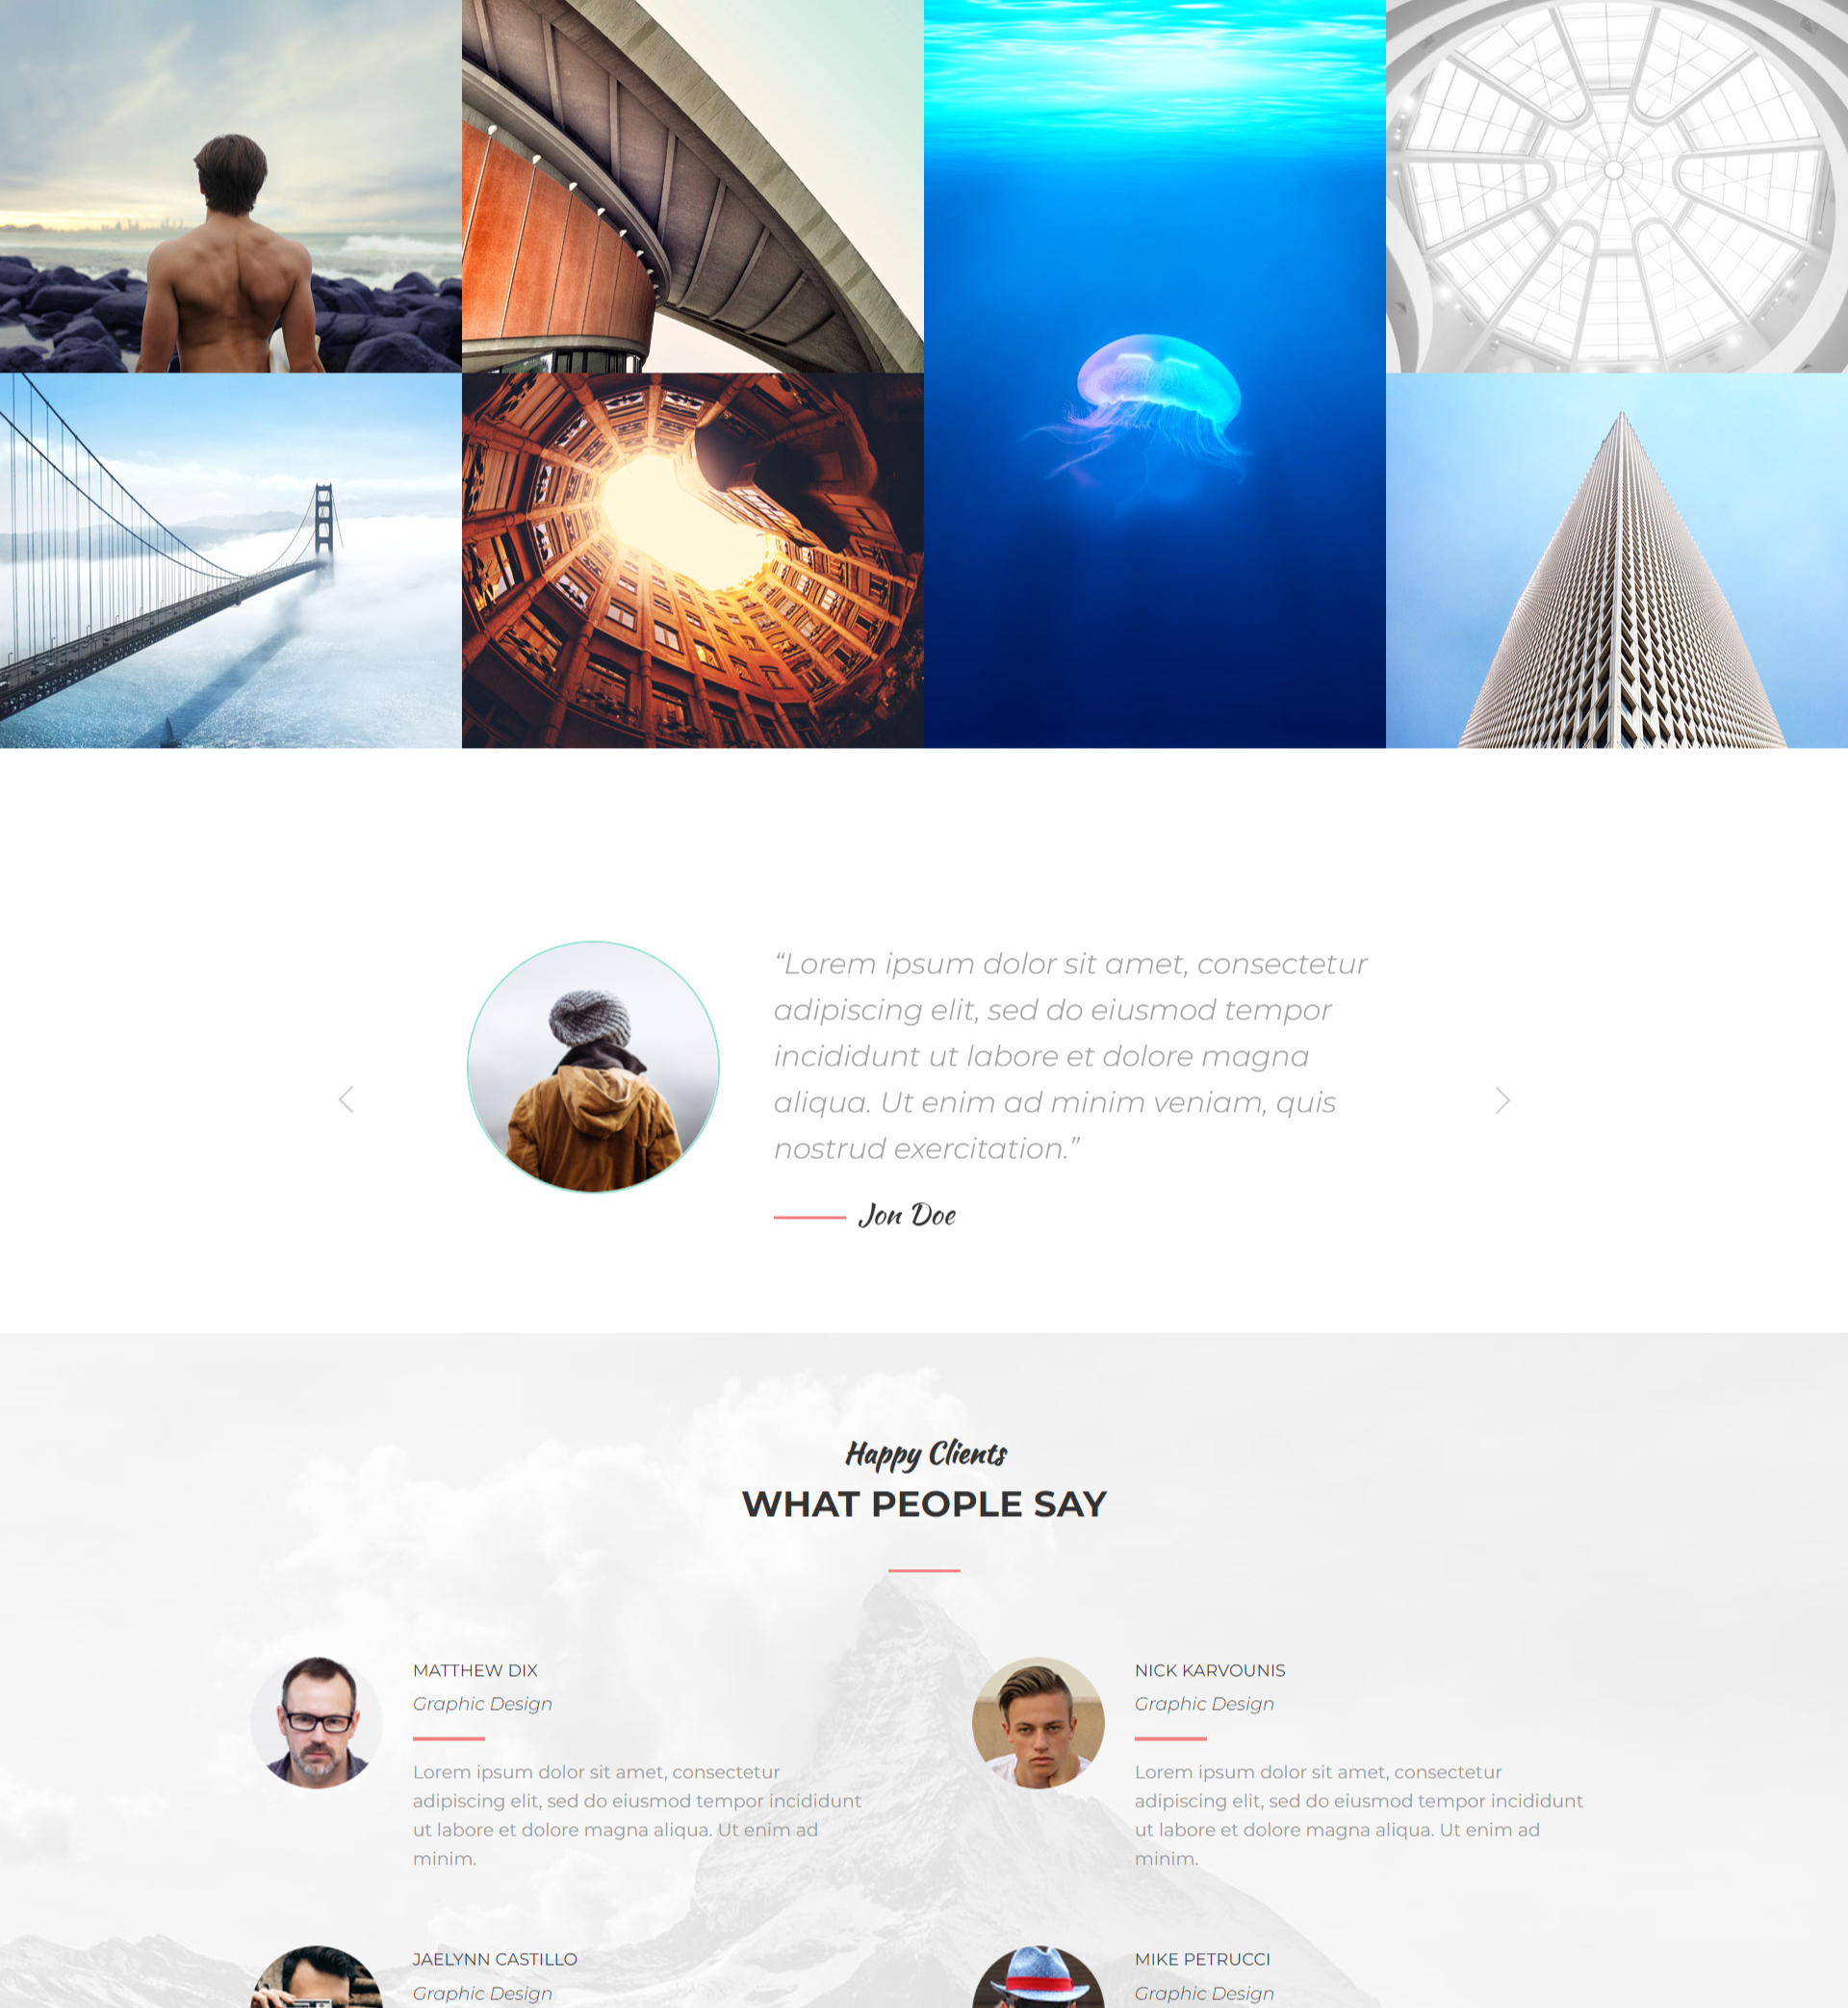 “Lorem ipsum dolor sit amet, consectetur
adipiscing elit, sed do eiusmod tempor
incididunt ut labore et dolore magna
aliqua. Ut enim ad minim veniam, quis
nostrud exercitation.”
Jon Doe
Happy Clients
WHAT PEOPLE SAY
MATTHEW DIX
Graphic Design
Lorem ipsum dolor sit amet, consectetur
adipiscing elit, sed do eiusmod tempor incididunt
ut labore et dolore magna aliqua. Ut enim ad
minim.
NICK KARVOUNIS
Graphic Design
Lorem ipsum dolor sit amet, consectetur
adipiscing elit, sed do eiusmod tempor incididunt
ut labore et dolore magna aliqua. Ut enim ad
minim.
JAELYNN CASTILLO
Graphic Design
MIKE PETRUCCI
Graphic Design